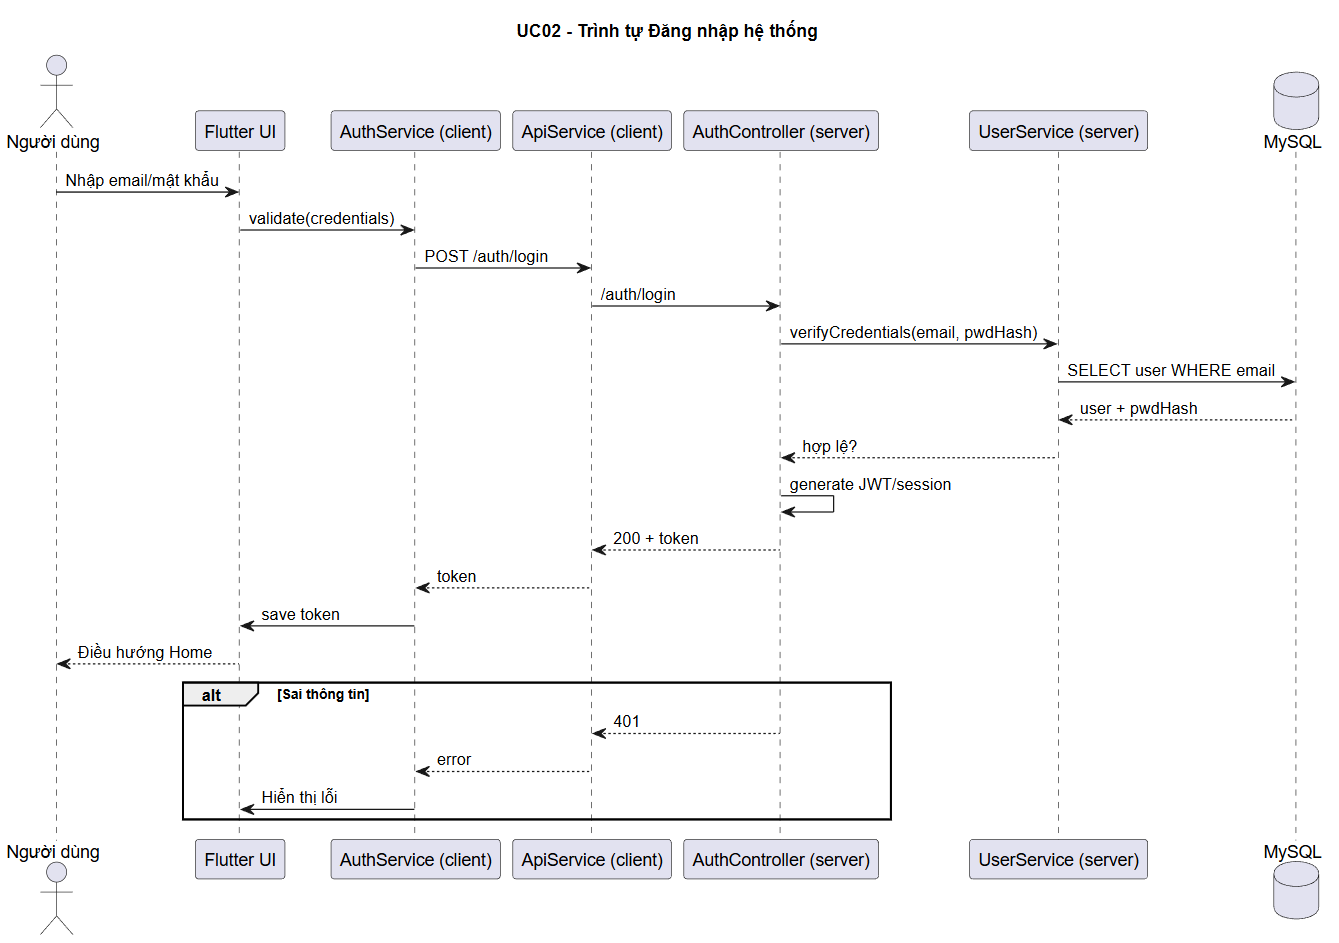 UC02 - Trình tự Đăng nhập hệ thống
Người dùng
Flutter UI
AuthService (client)
ApiService (client)
AuthController (server)
UserService (server)
MySQL
Nhập email/mật khẩu
validate(credentials)
POST /auth/login
/auth/login
verifyCredentials(email, pwdHash)
SELECT user WHERE email
user + pwdHash
hợp lệ?
generate JWT/session
200 + token
token
save token
Điều hướng Home
alt
[Sai thông tin]
401
error
Hiển thị lỗi
Người dùng
Flutter UI
AuthService (client)
ApiService (client)
AuthController (server)
UserService (server)
MySQL